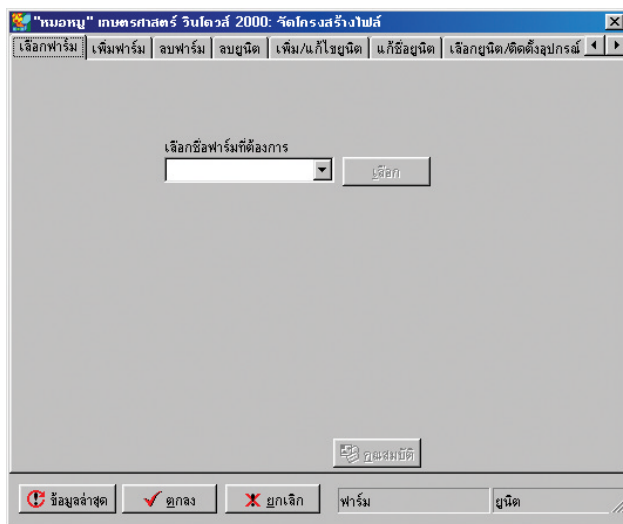 "หมอหมู" เกษตรศาสตร์ วินโดวส์ 2000: จัดโครงสร้างไฟล์
เลือกฟาร์ม เพิ่มฟาร์ม ลบฟาร์ม ลบยูนิต เพิ่ม/แก้ไขยูนิต แก้ชื่อยูนิต เลือกยูนิต/ติดตั้งอุปกรณ์
เลือกชื่อฟาร์มที่ต้องการ
เลือก
คุณสมบัติ
ข้อมูลล่าสุด ตกลง ยกเลิก ฟาร์ม ยูนิต